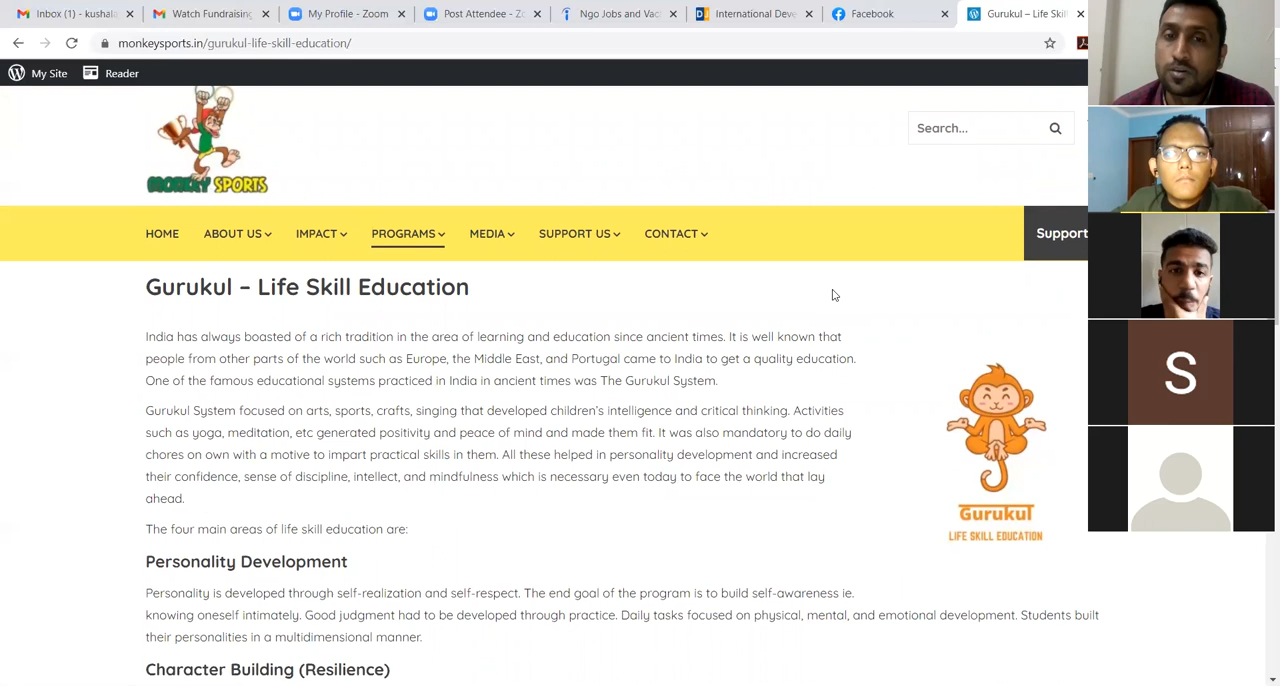 Inbox (1) - kushala
Watch Fundraising
My Profile - Zoom
Post Attendee - Zo
Ngo Jobs and Vac
International Deve
Facebook
Gurukul – Life Skil
monkeysports.in/gurukul-life-skill-education/
My Site
Reader
MONKEY SPORTS
Search...
HOME
ABOUT US
IMPACT
PROGRAMS
MEDIA
SUPPORT US
CONTACT
Support
Gurukul – Life Skill Education
India has always boasted of a rich tradition in the area of learning and education since ancient times. It is well known that
people from other parts of the world such as Europe, the Middle East, and Portugal came to India to get a quality education.
One of the famous educational systems practiced in India in ancient times was The Gurukul System.
Gurukul System focused on arts, sports, crafts, singing that developed children's intelligence and critical thinking. Activities
such as yoga, meditation, etc generated positivity and peace of mind and made them fit. It was also mandatory to do daily
chores on own with a motive to impart practical skills in them. All these helped in personality development and increased
their confidence, sense of discipline, intellect, and mindfulness which is necessary even today to face the world that lay
ahead.
Gurukul
LIFE SKILL EDUCATION
The four main areas of life skill education are:
Personality Development
Personality is developed through self-realization and self-respect. The end goal of the program is to build self-awareness ie.
knowing oneself intimately. Good judgment had to be developed through practice. Daily tasks focused on physical, mental, and emotional development. Students built
their personalities in a multidimensional manner.
Character Building (Resilience)
S